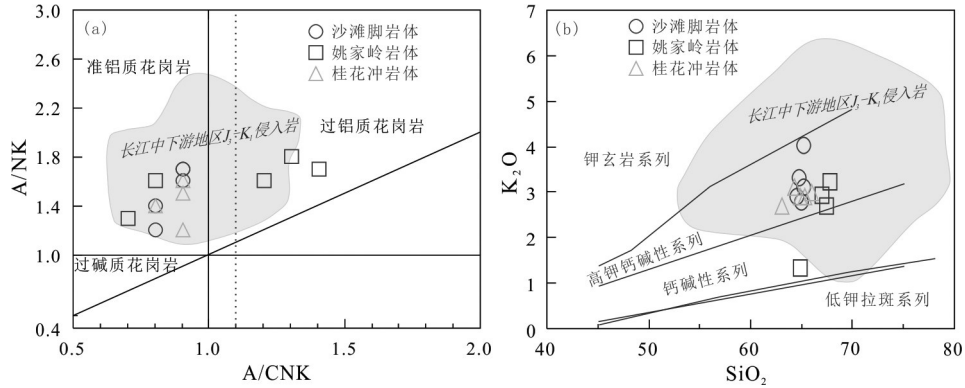 (a)
沙滩脚岩体
姚家岭岩体
桂花冲岩体
准铝质花岗岩
长江中下游地区J₃-K₁侵入岩
过铝质花岗岩
过碱质花岗岩
A/NK
3.0
2.6
2.2
1.8
1.4
1.0
0.4
0.5
1.0
1.5
2.0
A/CNK
(b)
沙滩脚岩体
姚家岭岩体
桂花冲岩体
长江中下游地区J₃-K₁侵入岩
钾玄岩系列
高钾钙碱性系列
钙碱性系列
低钾拉斑系列
K₂O
7
6
5
4
3
2
1
0
40
50
60
70
80
SiO₂